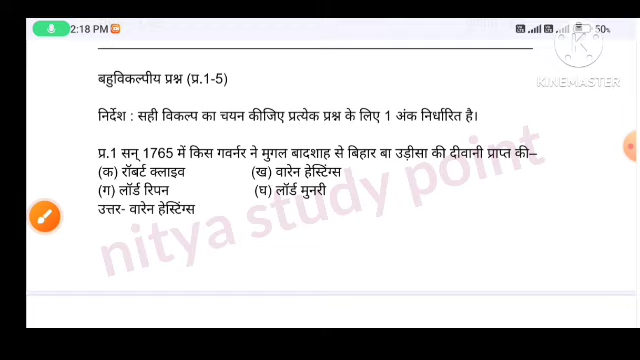 2:18 PM
50%
KINEMASTER
बहुविकल्पीय प्रश्न (प्र.1-5)
निर्देश : सही विकल्प का चयन कीजिए प्रत्येक प्रश्न के लिए 1 अंक निर्धारित है।
प्र.1 सन् 1765 में किस गवर्नर ने मुगल बादशाह से बिहार बा उड़ीसा की दीवानी प्राप्त की–
(क) रॉबर्ट क्लाइव (ख) वारेन हेस्टिंग्स
(ग) लॉर्ड रिपन (घ) लॉर्ड मुनरी
उत्तर- वारेन हेस्टिंग्स
nitya study point